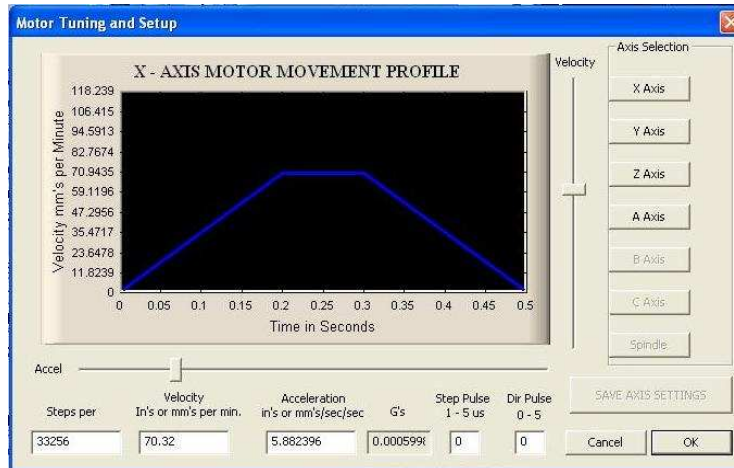 Motor Tuning and Setup
X - AXIS MOTOR MOVEMENT PROFILE
Velocity mm's per Minute
118.239
106.415
94.5913
82.7674
70.9435
59.1196
47.2956
35.4717
23.6478
11.8239
0
0 0.05 0.1 0.15 0.2 0.25 0.3 0.35 0.4 0.45 0.5
Time in Seconds
Velocity
Axis Selection
X Axis
Y Axis
Z Axis
A Axis
B Axis
C Axis
Spindle
Accel
Steps per
33256
Velocity
In's or mm's per min.
70.32
Acceleration
in's or mm's/sec/sec
5.882396
G's
0.000599
Step Pulse
1 - 5 us
0
Dir Pulse
0 - 5
0
SAVE AXIS SETTINGS
Cancel
OK